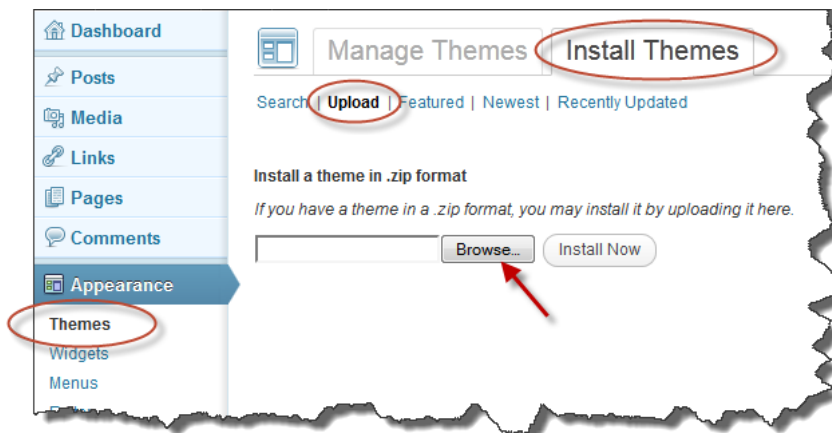 Dashboard
Posts
Media
Links
Pages
Comments
Appearance
Themes
Widgets
Menus
Manage Themes Install Themes
Search | Upload | Featured | Newest | Recently Updated
Install a theme in .zip format
If you have a theme in a .zip format, you may install it by uploading it here.
Browse... Install Now